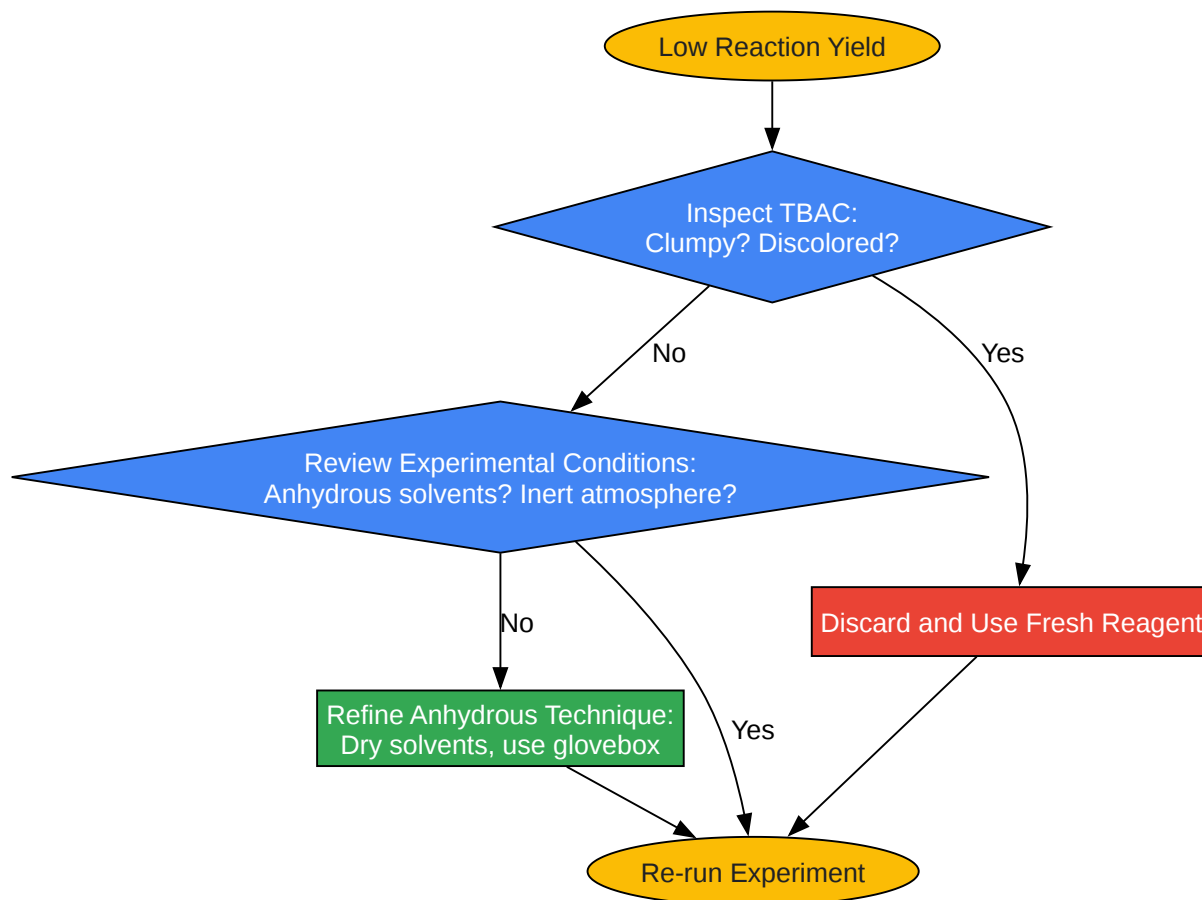 Low Reaction Yield
Inspect TBAC:
Clumpy? Discolored?
No
Yes
Review Experimental Conditions:
Anhydrous solvents? Inert atmosphere?
No
Discard and Use Fresh Reagent
Refine Anhydrous Technique:
Dry solvents, use glovebox
Yes
Re-run Experiment